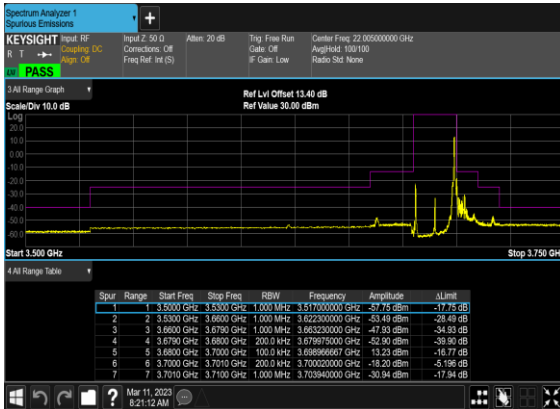 Spectrum Analyzer 1
Spurious Emissions
+
KEYSIGHT Input: RF Input Z: 50 Ω Atten: 20 dB Trig: Free Run Center Freq: 22.005000000 GHz
R T Coupling: DC Corrections: Off Gate: Off Avg|Hold: 100/100
Align: Off Freq Ref: Int (S) IF Gain: Low Radio Std: None
PASS
3 All Range Graph
Ref Lvl Offset 13.40 dB
Scale/Div 10.0 dB Ref Value 30.00 dBm
Log
20.0
10.0
0.00
-10.0
-20.0
-30.0
-40.0
-50.0
-60.0
Start 3.500 GHz Stop 3.750 GH
4 All Range Table
Spur Range Start Freq Stop Freq RBW Frequency Amplitude ΔLimit
1 1 3.5000 GHz 3.5300 GHz 1.000 MHz 3.517000000 GHz -57.75 dBm -17.75 dB
2 2 3.5300 GHz 3.6600 GHz 1.000 MHz 3.622300000 GHz -53.49 dBm -28.49 dB
3 3 3.6600 GHz 3.6790 GHz 1.000 MHz 3.663230000 GHz -47.93 dBm -34.93 dB
4 4 3.6790 GHz 3.6800 GHz 200.0 kHz 3.679975000 GHz -52.90 dBm -39.90 dB
5 5 3.6800 GHz 3.7000 GHz 100.0 kHz 3.698966667 GHz 13.23 dBm -16.77 dB
6 6 3.7000 GHz 3.7010 GHz 200.0 kHz 3.700020000 GHz -18.20 dBm -5.196 dB
7 7 3.7010 GHz 3.7100 GHz 1.000 MHz 3.703940000 GHz -30.94 dBm -17.94 dB
? Mar 11, 2023
8:21:12 AM